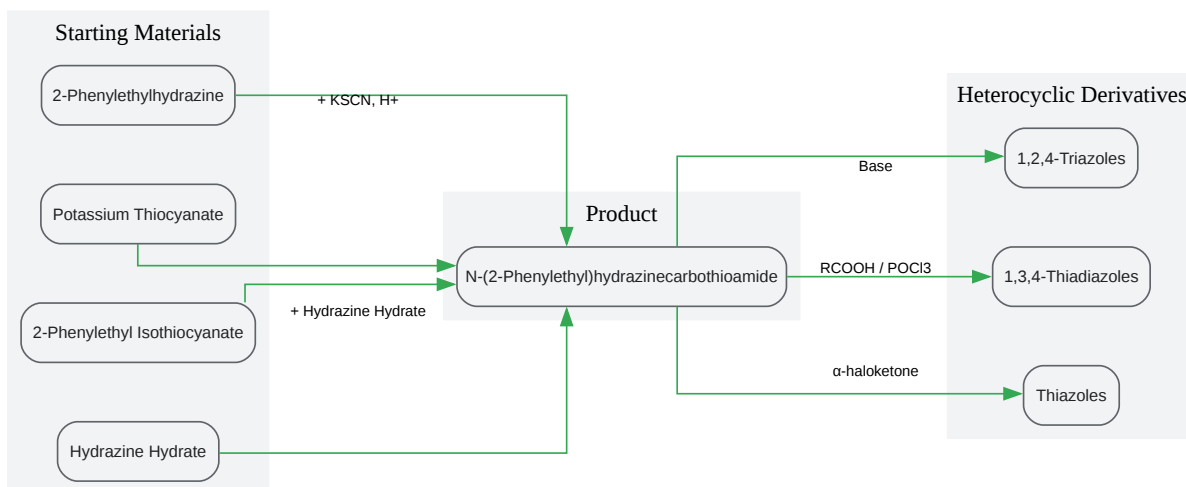 Starting Materials
2-Phenylethylhydrazine
+ KSCN, H+
Potassium Thiocyanate
2-Phenylethyl Isothiocyanate
+ Hydrazine Hydrate
Hydrazine Hydrate
Product
N-(2-Phenylethyl)hydrazinecarbothioamide
Base
RCOOH / POCl3
α-haloketone
Heterocyclic Derivatives
1,2,4-Triazoles
1,3,4-Thiadiazoles
Thiazoles